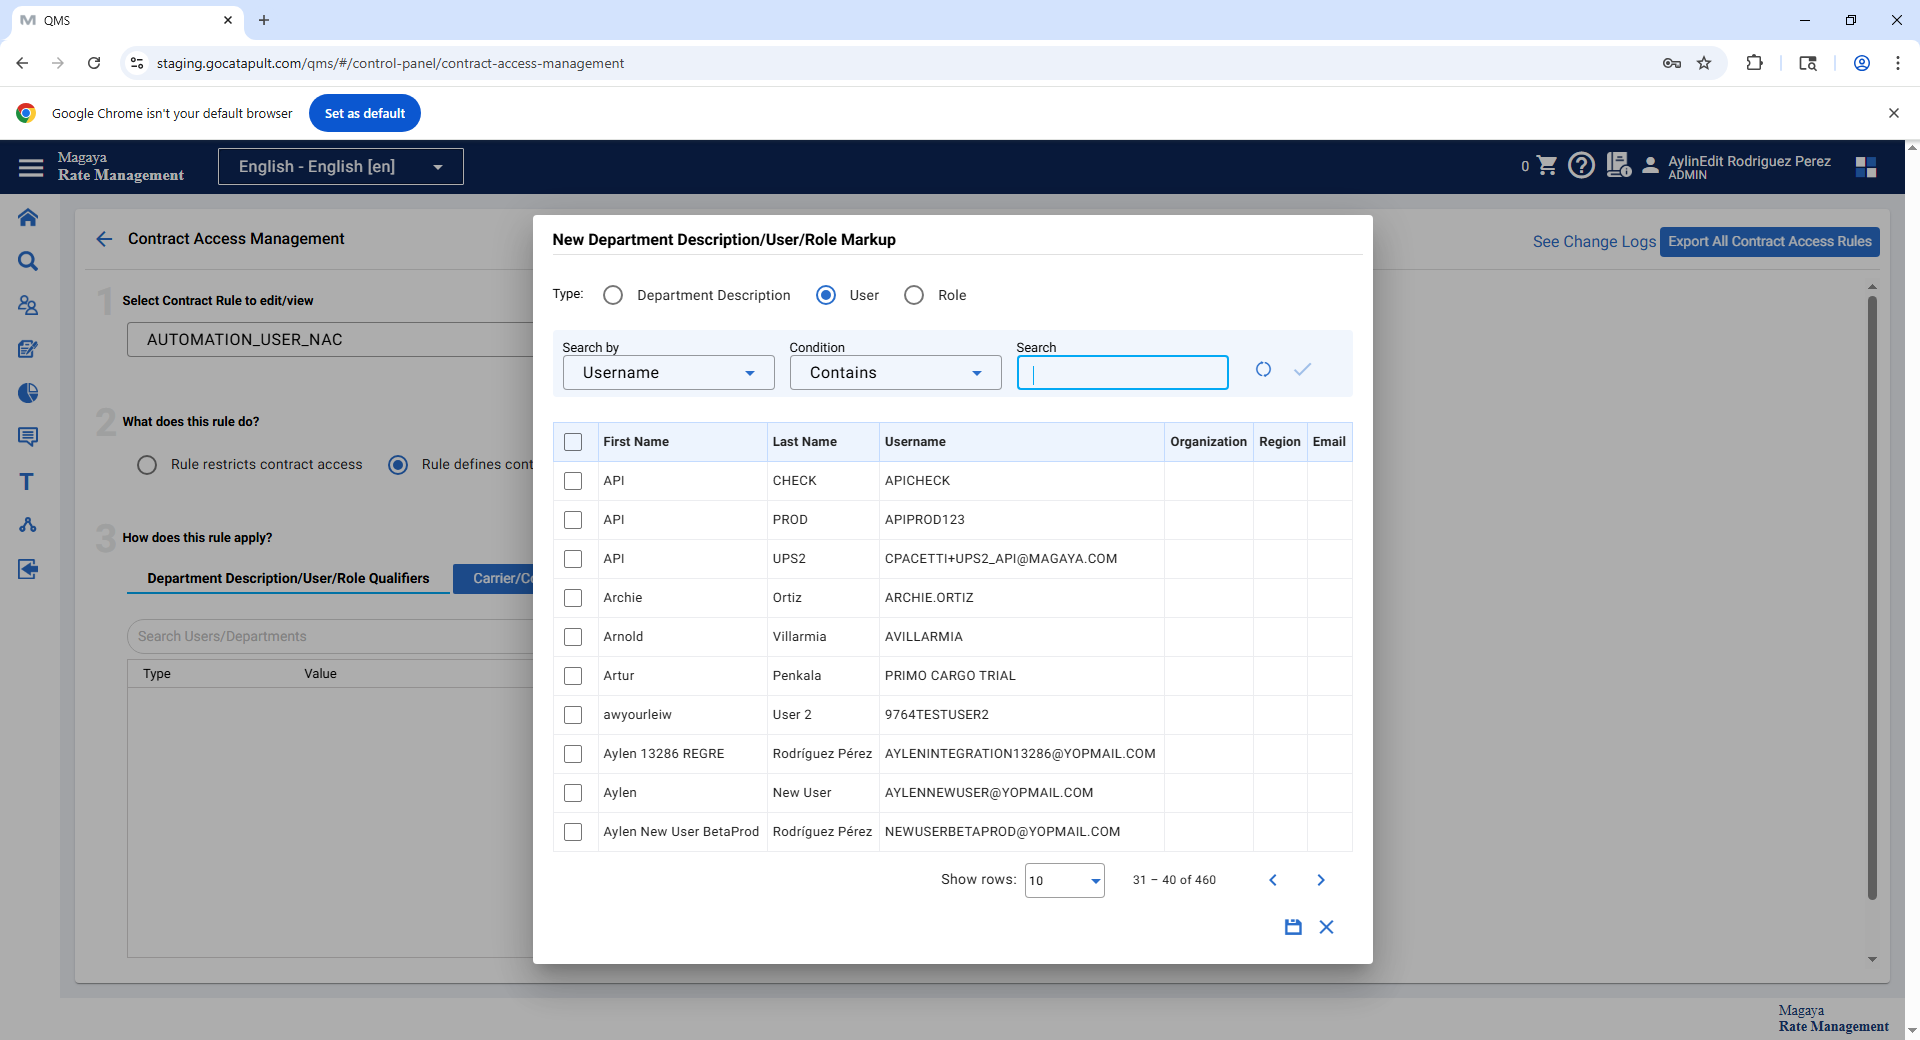 QMS
staging.gocatapult.com/qms/#/control-panel/contract-access-management
Google Chrome isn't your default browser
Set as default
Magaya
Rate Management
English - English [en]
0
AylinEdit Rodriguez Perez
ADMIN
Contract Access Management
See Change Logs
Export All Contract Access Rules
1
Select Contract Rule to edit/view
AUTOMATION_USER_NAC
2
What does this rule do?
Rule restricts contract access
Rule defines cont
3
How does this rule apply?
Department Description/User/Role Qualifiers
Carrier/Co
Search Users/Departments
Type Value
New Department Description/User/Role Markup
Type: Department Description User Role
Search by Condition Search
Username Contains
First Name Last Name Username Organization Region Email
API CHECK APICHECK
API PROD APIPROD123
API UPS2 CPACETTI+UPS2_API@MAGAYA.COM
Archie Ortiz ARCHIE.ORTIZ
Arnold Villarmia AVILLARMIA
Artur Penkala PRIMO CARGO TRIAL
awyourleiw User 2 9764TESTUSER2
Aylen 13286 REGRE Rodríguez Pérez AYLENINTEGRATION13286@YOPMAIL.COM
Aylen New User AYLENNEWUSER@YOPMAIL.COM
Aylen New User BetaProd Rodríguez Pérez NEWUSERBETAPROD@YOPMAIL.COM
Show rows: 10 31 – 40 of 460
Magaya
Rate Management